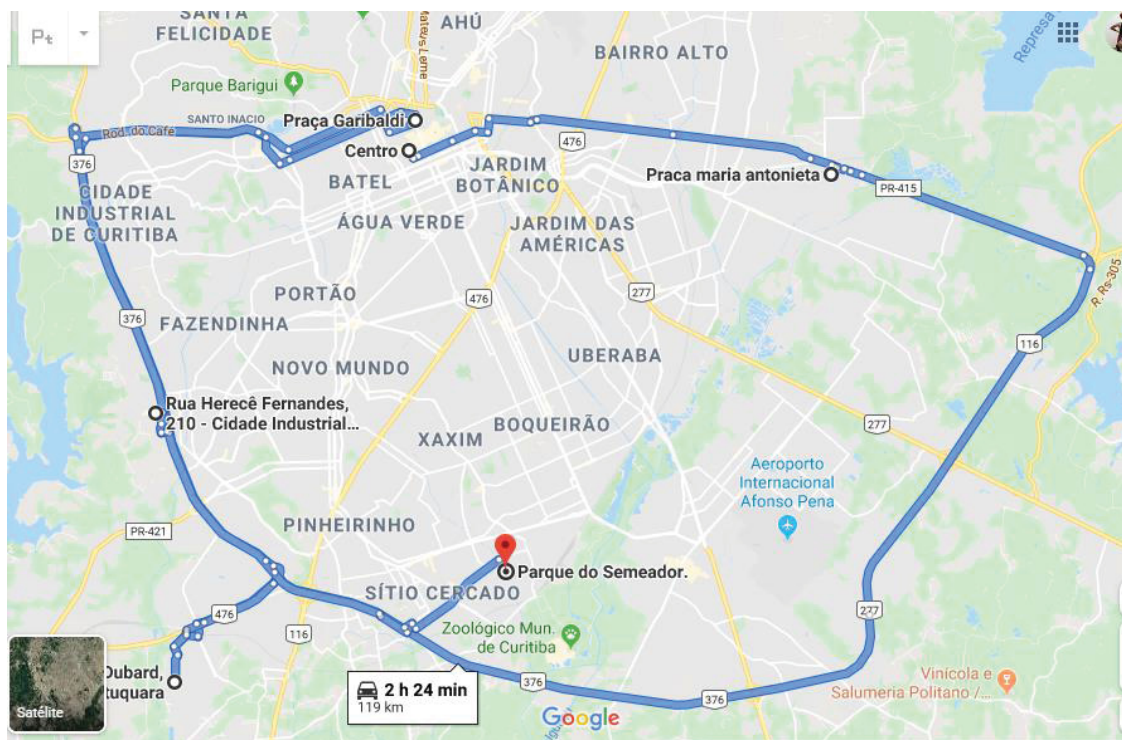 SANTA
FELICIDADE
AHÚ
Mateus Leme
BAIRRO ALTO
Represa
Pt
Parque Barigui
Praça Garibaldi
SANTO INACIO
Rod. do Café
Centro
476
376
JARDIM
BOTÂNICO
BATEL
Praca maria antonieta
PR-415
CIDADE
INDUSTRIAL
DE CURITIBA
ÁGUA VERDE
JARDIM DAS
AMÉRICAS
R. Rs-305
PORTÃO
476
277
376
FAZENDINHA
116
UBERABA
NOVO MUNDO
Rua Herecê Fernandes,
210 - Cidade Industrial...
BOQUEIRÃO
277
XAXIM
Aeroporto
Internacional
Afonso Pena
PR-421
PINHEIRINHO
Parque do Semeador.
SÍTIO CERCADO
476
277
116
Zoológico Mun.
de Curitiba
Dubard,
tuquara
2 h 24 min
119 km
376
376
Vinícola e
Salumeria Politano /...
Satélite
Google